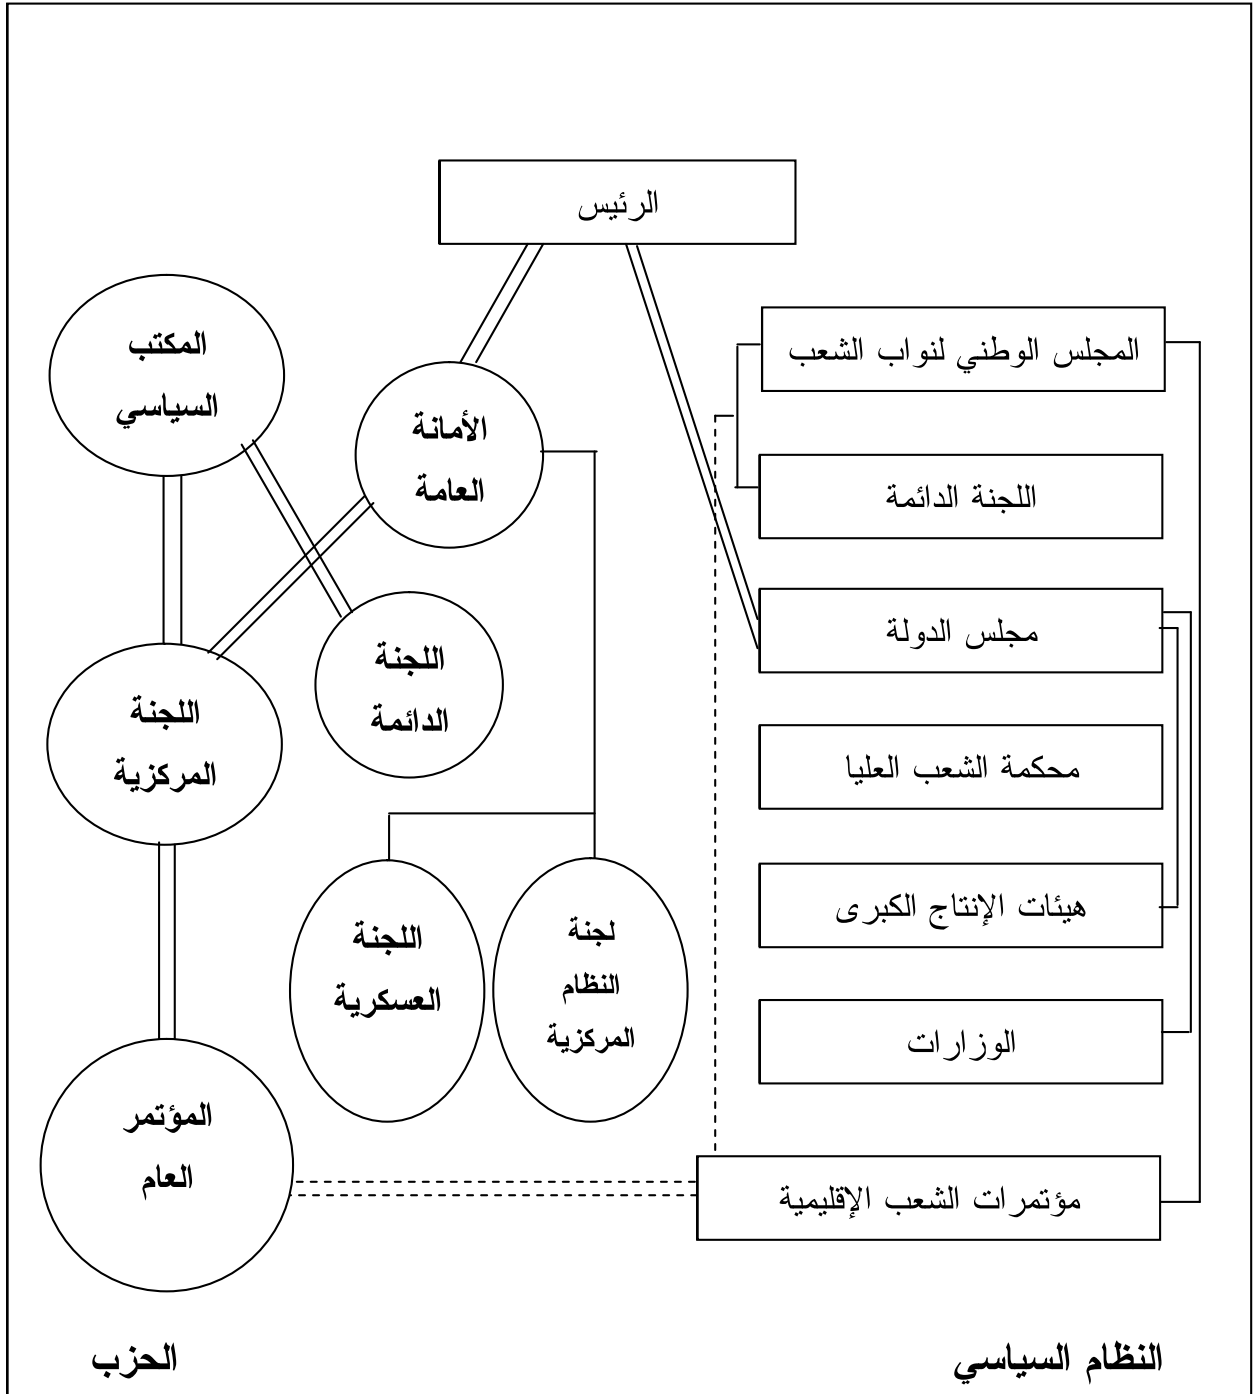 الرئيس
المجلس الوطني لنواب الشعب
اللجنة الدائمة
مجلس الدولة
محكمة الشعب العليا
هيئات الإنتاج الكبرى
الوزارات
مؤتمرات الشعب الإقليمية
الأمانة
العامة
المكتب
السياسي
اللجنة
الدائمة
اللجنة
المركزية
لجنة
النظام
المركزية
اللجنة
العسكرية
المؤتمر
العام
النظام السياسي
الحزب